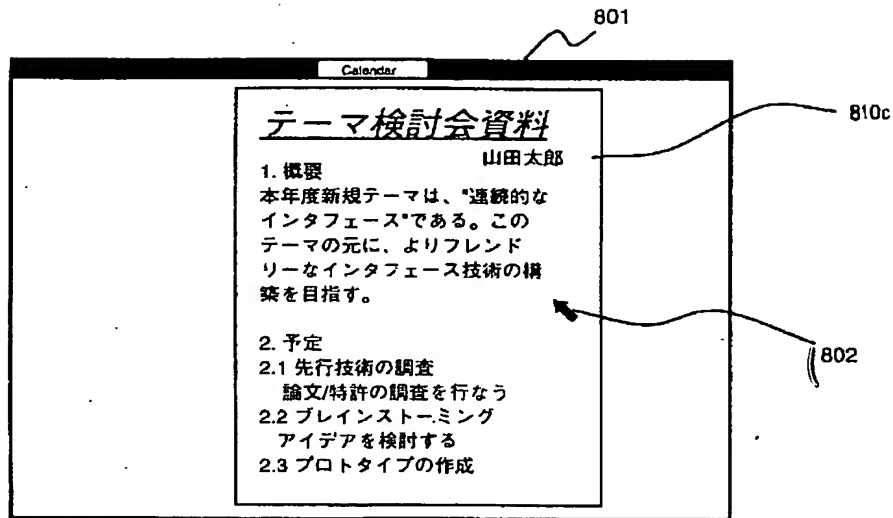 801
Calendar
テーマ検討会資料
810c
山田太郎
1. 概要
本年度新規テーマは、"連続的な
インタフェース"である。この
テーマの元に、よりフレンド
リーなインタフェース技術の構
築を目指す。
802
2. 予定
2.1 先行技術の調査
論文/特許の調査を行なう
2.2 ブレインストーミング
アイデアを検討する
2.3 プロトタイプの作成